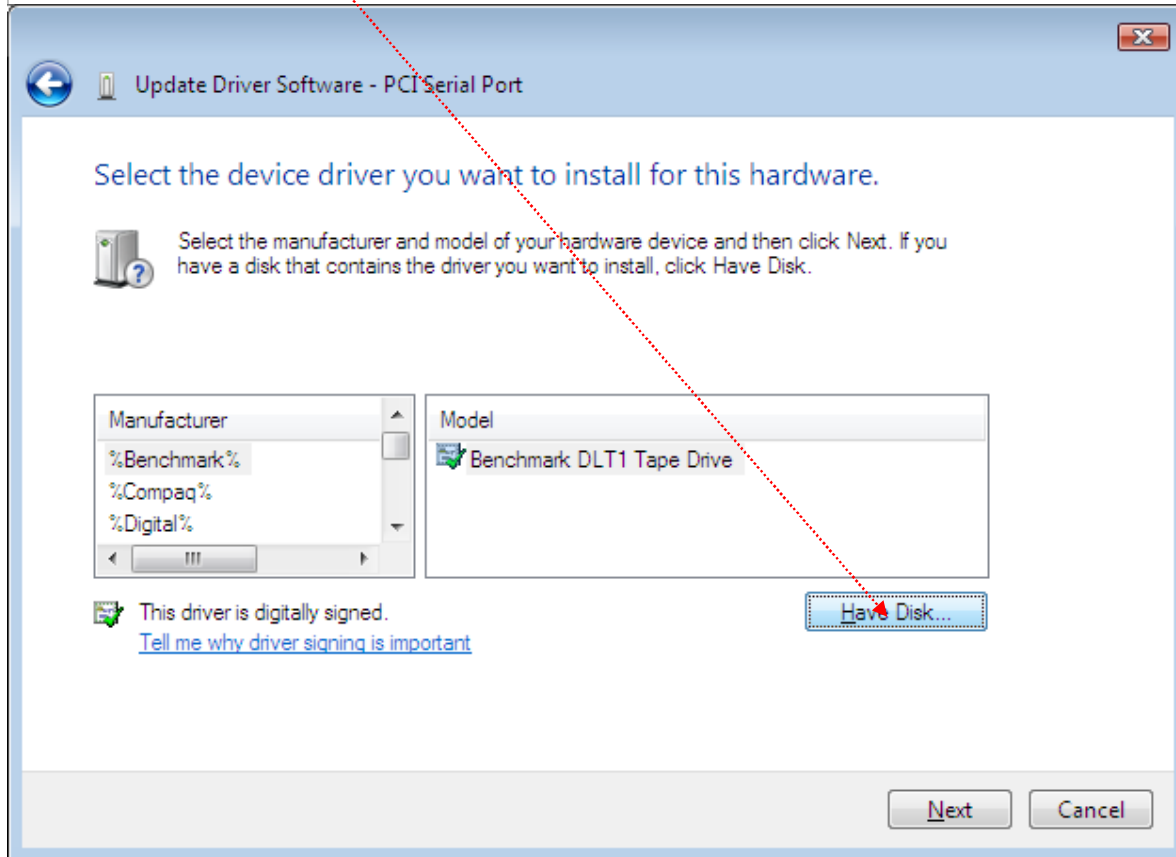 Update Driver Software - PCI Serial Port
Select the device driver you want to install for this hardware.
Select the manufacturer and model of your hardware device and then click Next. If you
have a disk that contains the driver you want to install, click Have Disk.
Manufacturer
%Benchmark%
%Compaq%
%Digital%
Model
Benchmark DLT1 Tape Drive
This driver is digitally signed.
Tell me why driver signing is important
Have Disk...
Next
Cancel